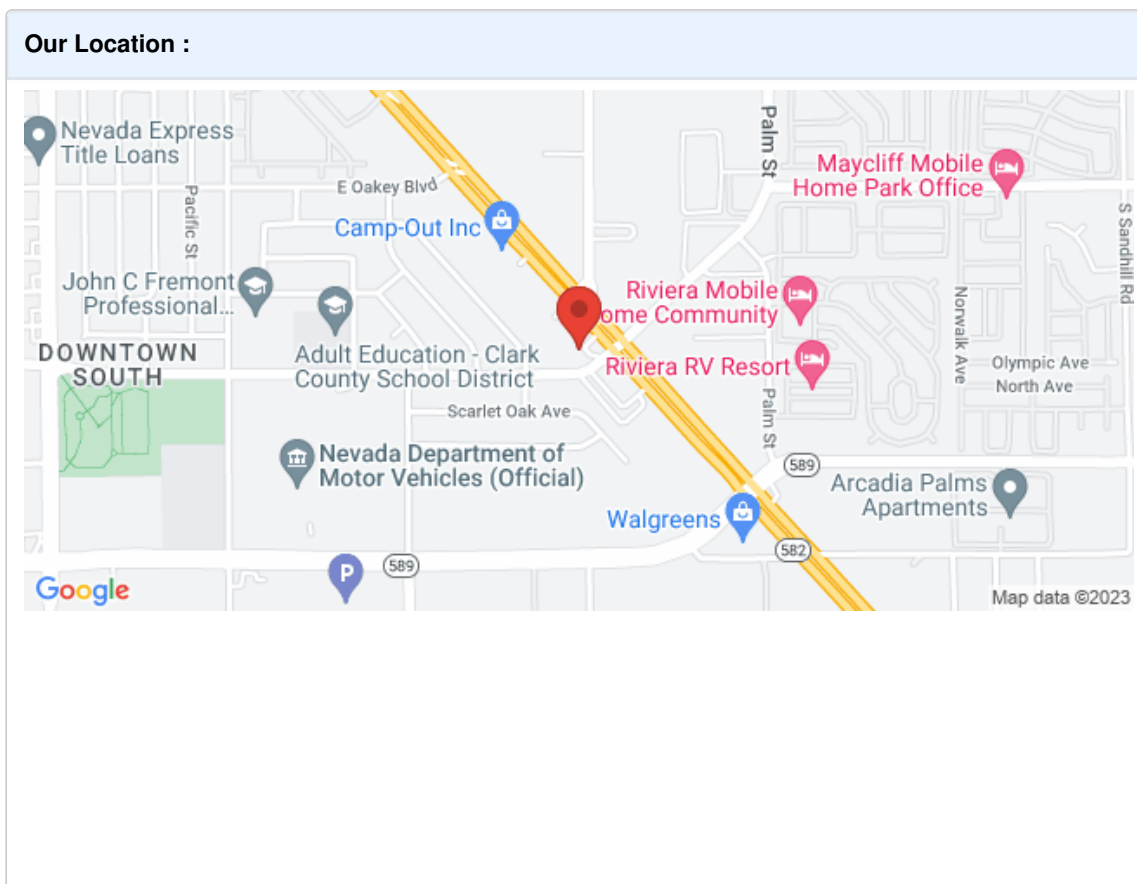 Our Location :
Nevada Express
Title Loans
Palm St
Maycliff Mobile
Home Park Office
E Oakey Blvd
Pacific St
Camp-Out Inc
S Sandhill Rd
John C Fremont
Professional...
Riviera Mobile
ome Community
Norwalk Ave
DOWNTOWN
SOUTH
Adult Education - Clark
County School District
Riviera RV Resort
Olympic Ave
North Ave
Scarlet Oak Ave
Palm St
Nevada Department of
Motor Vehicles (Official)
589
Arcadia Palms
Apartments
Walgreens
582
589
P
Google
Map data ©2023